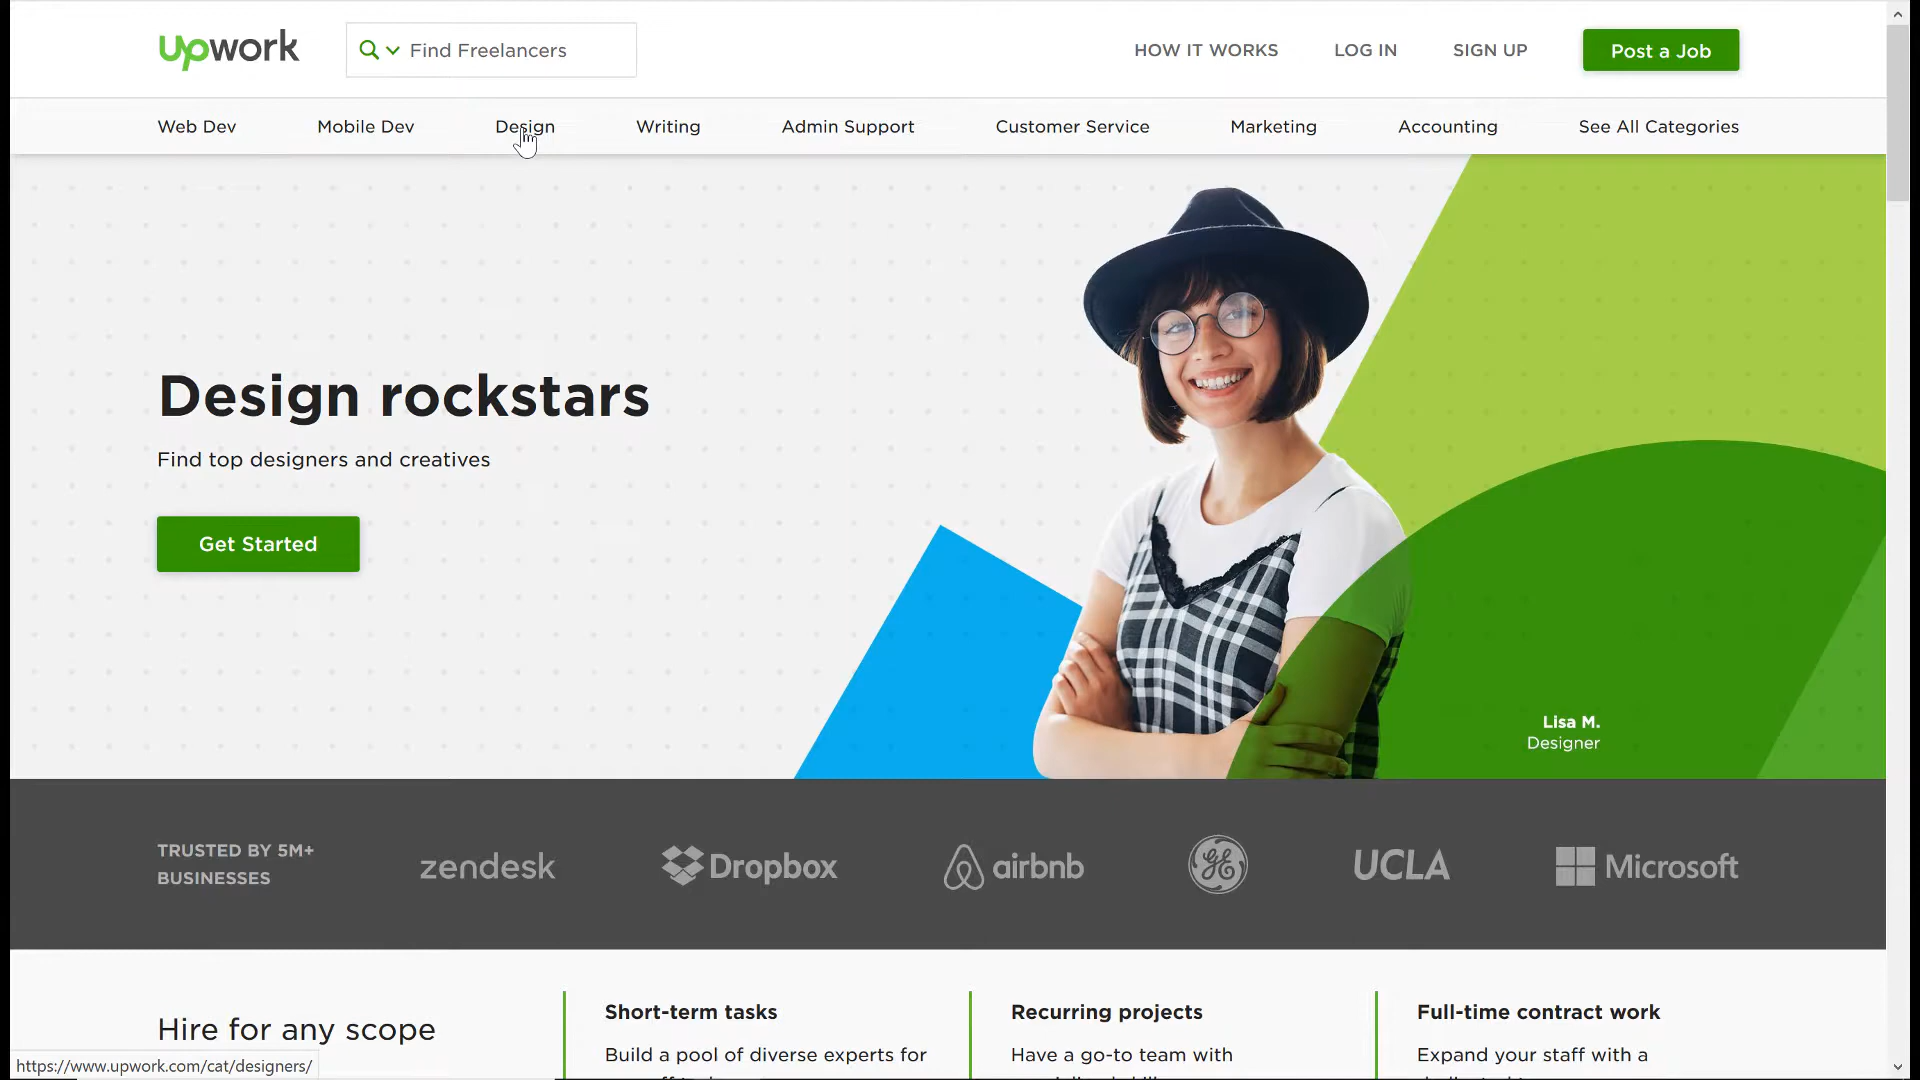 upwork
Find Freelancers
HOW IT WORKS
LOG IN
SIGN UP
Post a Job
Web Dev
Mobile Dev
Design
Writing
Admin Support
Customer Service
Marketing
Accounting
See All Categories
Design rockstars
Find top designers and creatives
Get Started
Lisa M.
Designer
TRUSTED BY 5M+
BUSINESSES
zendesk
Dropbox
airbnb
GE
UCLA
Microsoft
Hire for any scope
Short-term tasks
Build a pool of diverse experts for
Recurring projects
Have a go-to team with
Full-time contract work
Expand your staff with a
https://www.upwork.com/cat/designers/